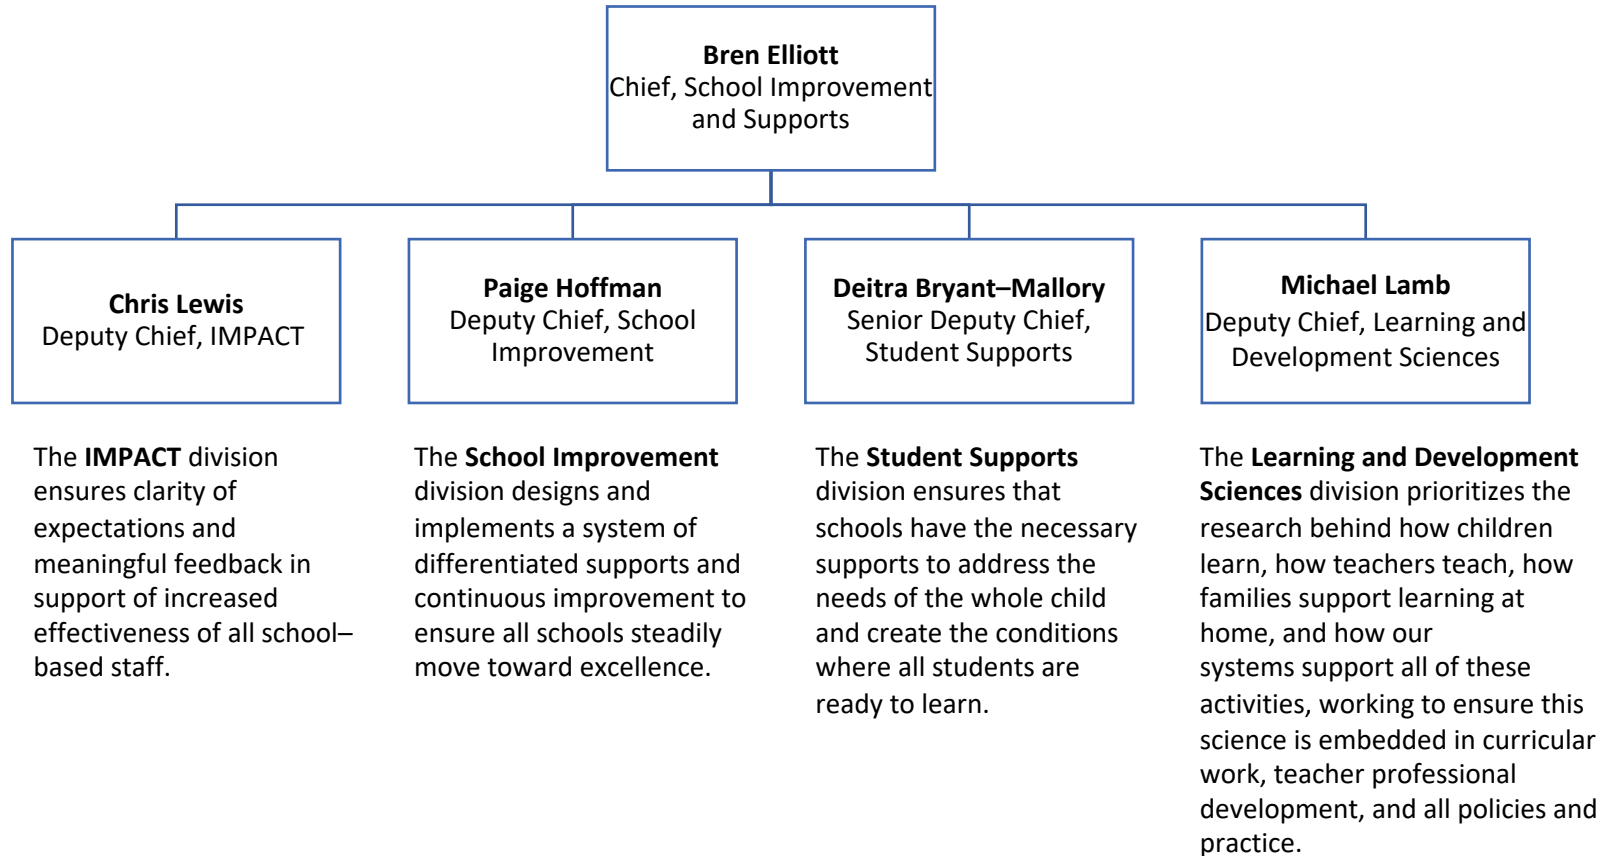 Bren Elliott
Chief, School Improvement
and Supports
Chris Lewis
Deputy Chief, IMPACT
Paige Hoffman
Deputy Chief, School
Improvement
Deitra Bryant–Mallory
Senior Deputy Chief,
Student Supports
Michael Lamb
Deputy Chief, Learning and
Development Sciences
The IMPACT division
ensures clarity of
expectations and
meaningful feedback in
support of increased
effectiveness of all school–
based staff.
The School Improvement
division designs and
implements a system of
differentiated supports and
continuous improvement to
ensure all schools steadily
move toward excellence.
The Student Supports
division ensures that
schools have the necessary
supports to address the
needs of the whole child
and create the conditions
where all students are
ready to learn.
The Learning and Development
Sciences division prioritizes the
research behind how children
learn, how teachers teach, how
families support learning at
home, and how our
systems support all of these
activities, working to ensure this
science is embedded in curricular
work, teacher professional
development, and all policies and
practice.